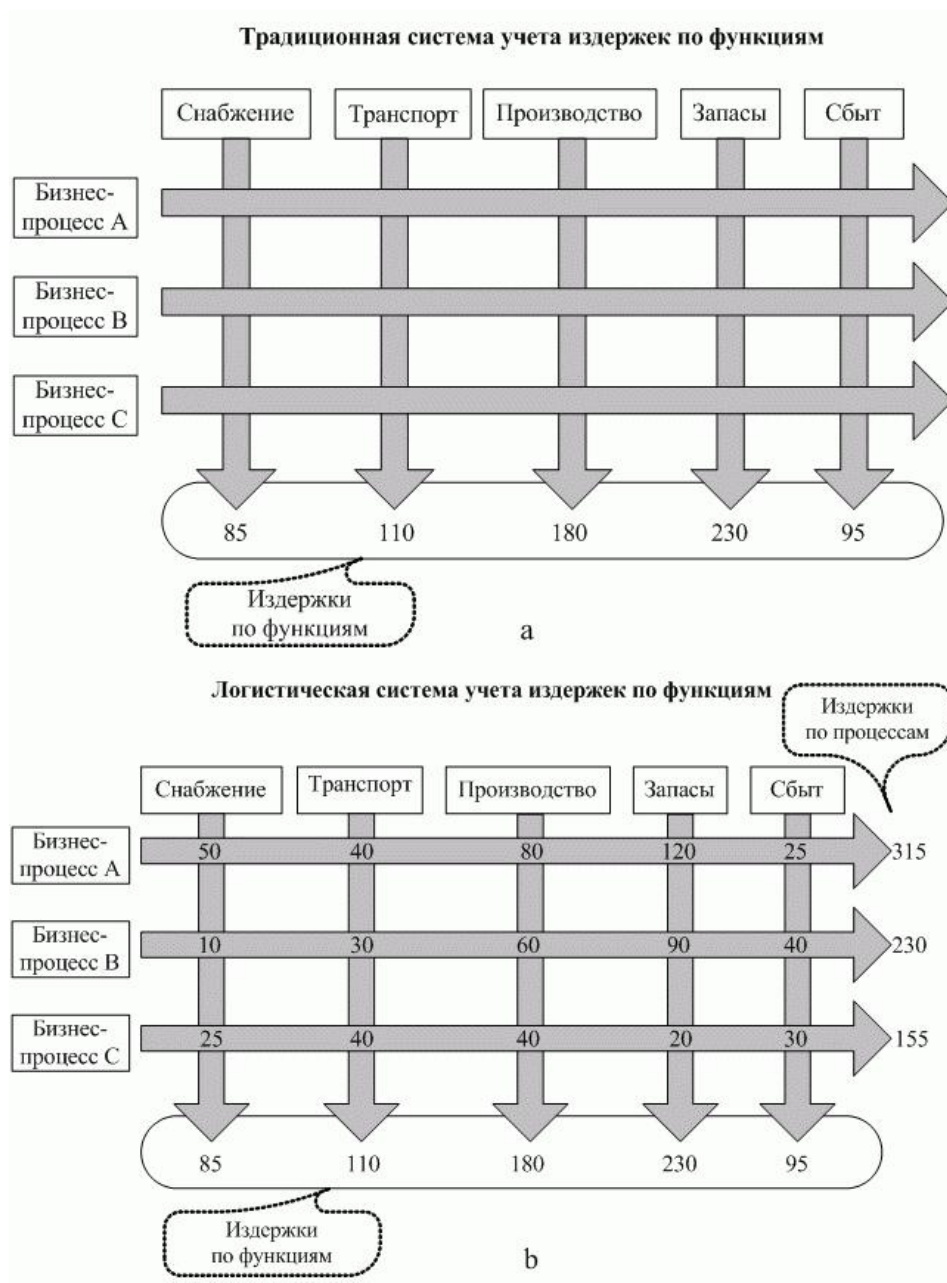 Традиционная система учета издержек по функциям
Снабжение
Транспорт
Производство
Запасы
Сбыт
Бизнес-
процесс А
Бизнес-
процесс В
Бизнес-
процесс С
85
110
180
230
95
Издержки
по функциям
a
Логистическая система учета издержек по функциям
Издержки
по процессам
Снабжение
Транспорт
Производство
Запасы
Сбыт
Бизнес-
процесс А
50
40
80
120
25
315
Бизнес-
процесс В
10
30
60
90
40
230
Бизнес-
процесс С
25
40
40
20
30
155
85
110
180
230
95
Издержки
по функциям
b